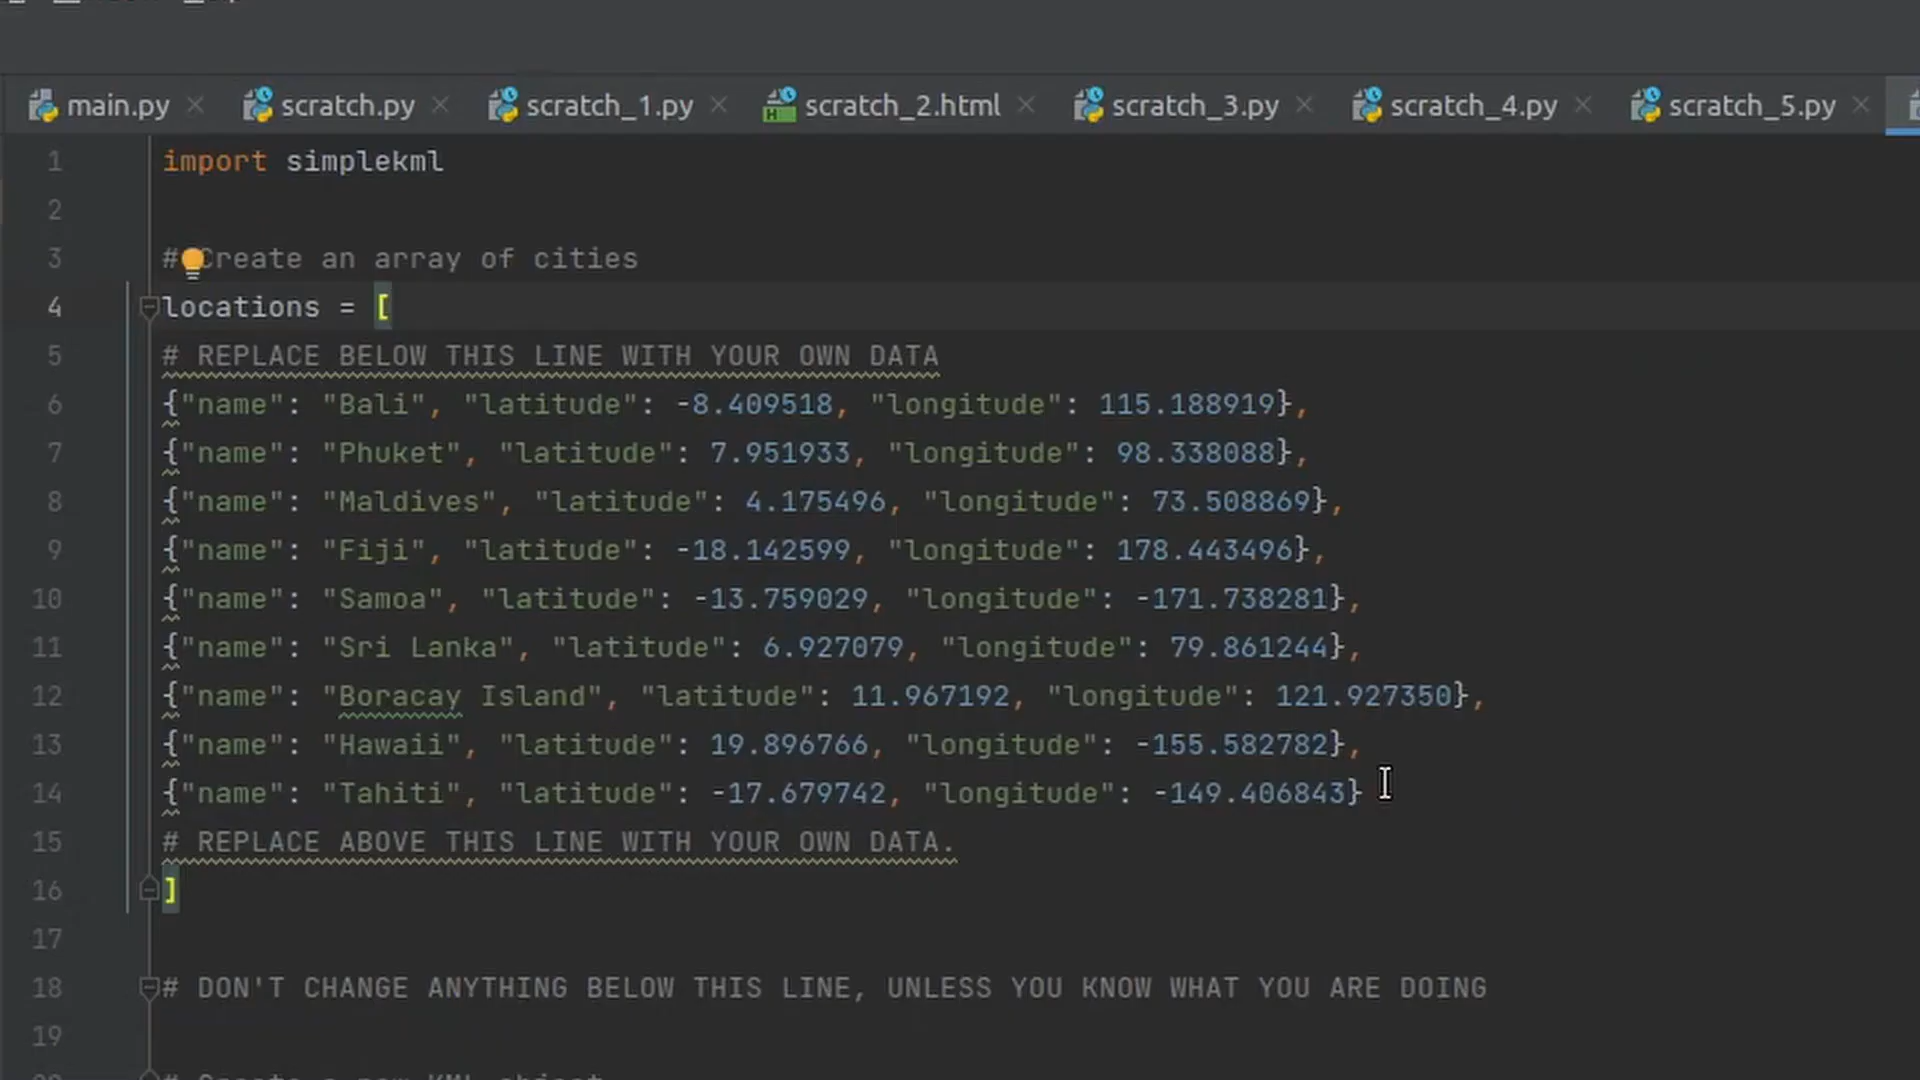 main.py scratch.py scratch_1.py scratch_2.html scratch_3.py scratch_4.py scratch_5.py
1 import simplekml
2
3 # Create an array of cities
4 locations = [
5 # REPLACE BELOW THIS LINE WITH YOUR OWN DATA
6 {"name": "Bali", "latitude": -8.409518, "longitude": 115.188919},
7 {"name": "Phuket", "latitude": 7.951933, "longitude": 98.338088},
8 {"name": "Maldives", "latitude": 4.175496, "longitude": 73.508869},
9 {"name": "Fiji", "latitude": -18.142599, "longitude": 178.443496},
10 {"name": "Samoa", "latitude": -13.759029, "longitude": -171.738281},
11 {"name": "Sri Lanka", "latitude": 6.927079, "longitude": 79.861244},
12 {"name": "Boracay Island", "latitude": 11.967192, "longitude": 121.927350},
13 {"name": "Hawaii", "latitude": 19.896766, "longitude": -155.582782},
14 {"name": "Tahiti", "latitude": -17.679742, "longitude": -149.406843}
15 # REPLACE ABOVE THIS LINE WITH YOUR OWN DATA.
16 ]
17
18 # DON'T CHANGE ANYTHING BELOW THIS LINE, UNLESS YOU KNOW WHAT YOU ARE DOING
19